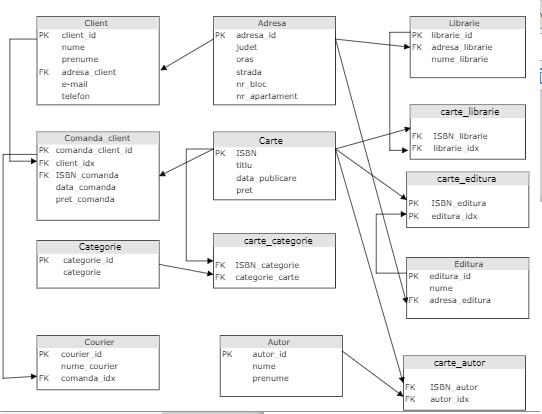 Client
PK client_id
nume
prenume
FK adresa_client
e-mail
telefon
Adresa
PK adresa_id
judet
oras
strada
nr_bloc
nr_apartament
Librarie
PK librarie_id
FK adresa_librarie
nume_librarie
carte_librarie
FK ISBN_librarie
FK librarie_idx
Comanda_client
PK comanda_client_id
FK client_idx
FK ISBN_comanda
data_comanda
pret_comanda
Carte
PK ISBN
titlu
data_publicare
pret
carte_editura
PK ISBN_editura
PK editura_idx
Categorie
PK categorie_id
categorie
carte_categorie
FK ISBN_categorie
FK categorie_carte
Editura
PK editura_id
nume
FK adresa_editura
Courier
PK courier_id
nume_courier
FK comanda_idx
Autor
PK autor_id
nume
prenume
carte_autor
FK ISBN_autor
FK autor_idx